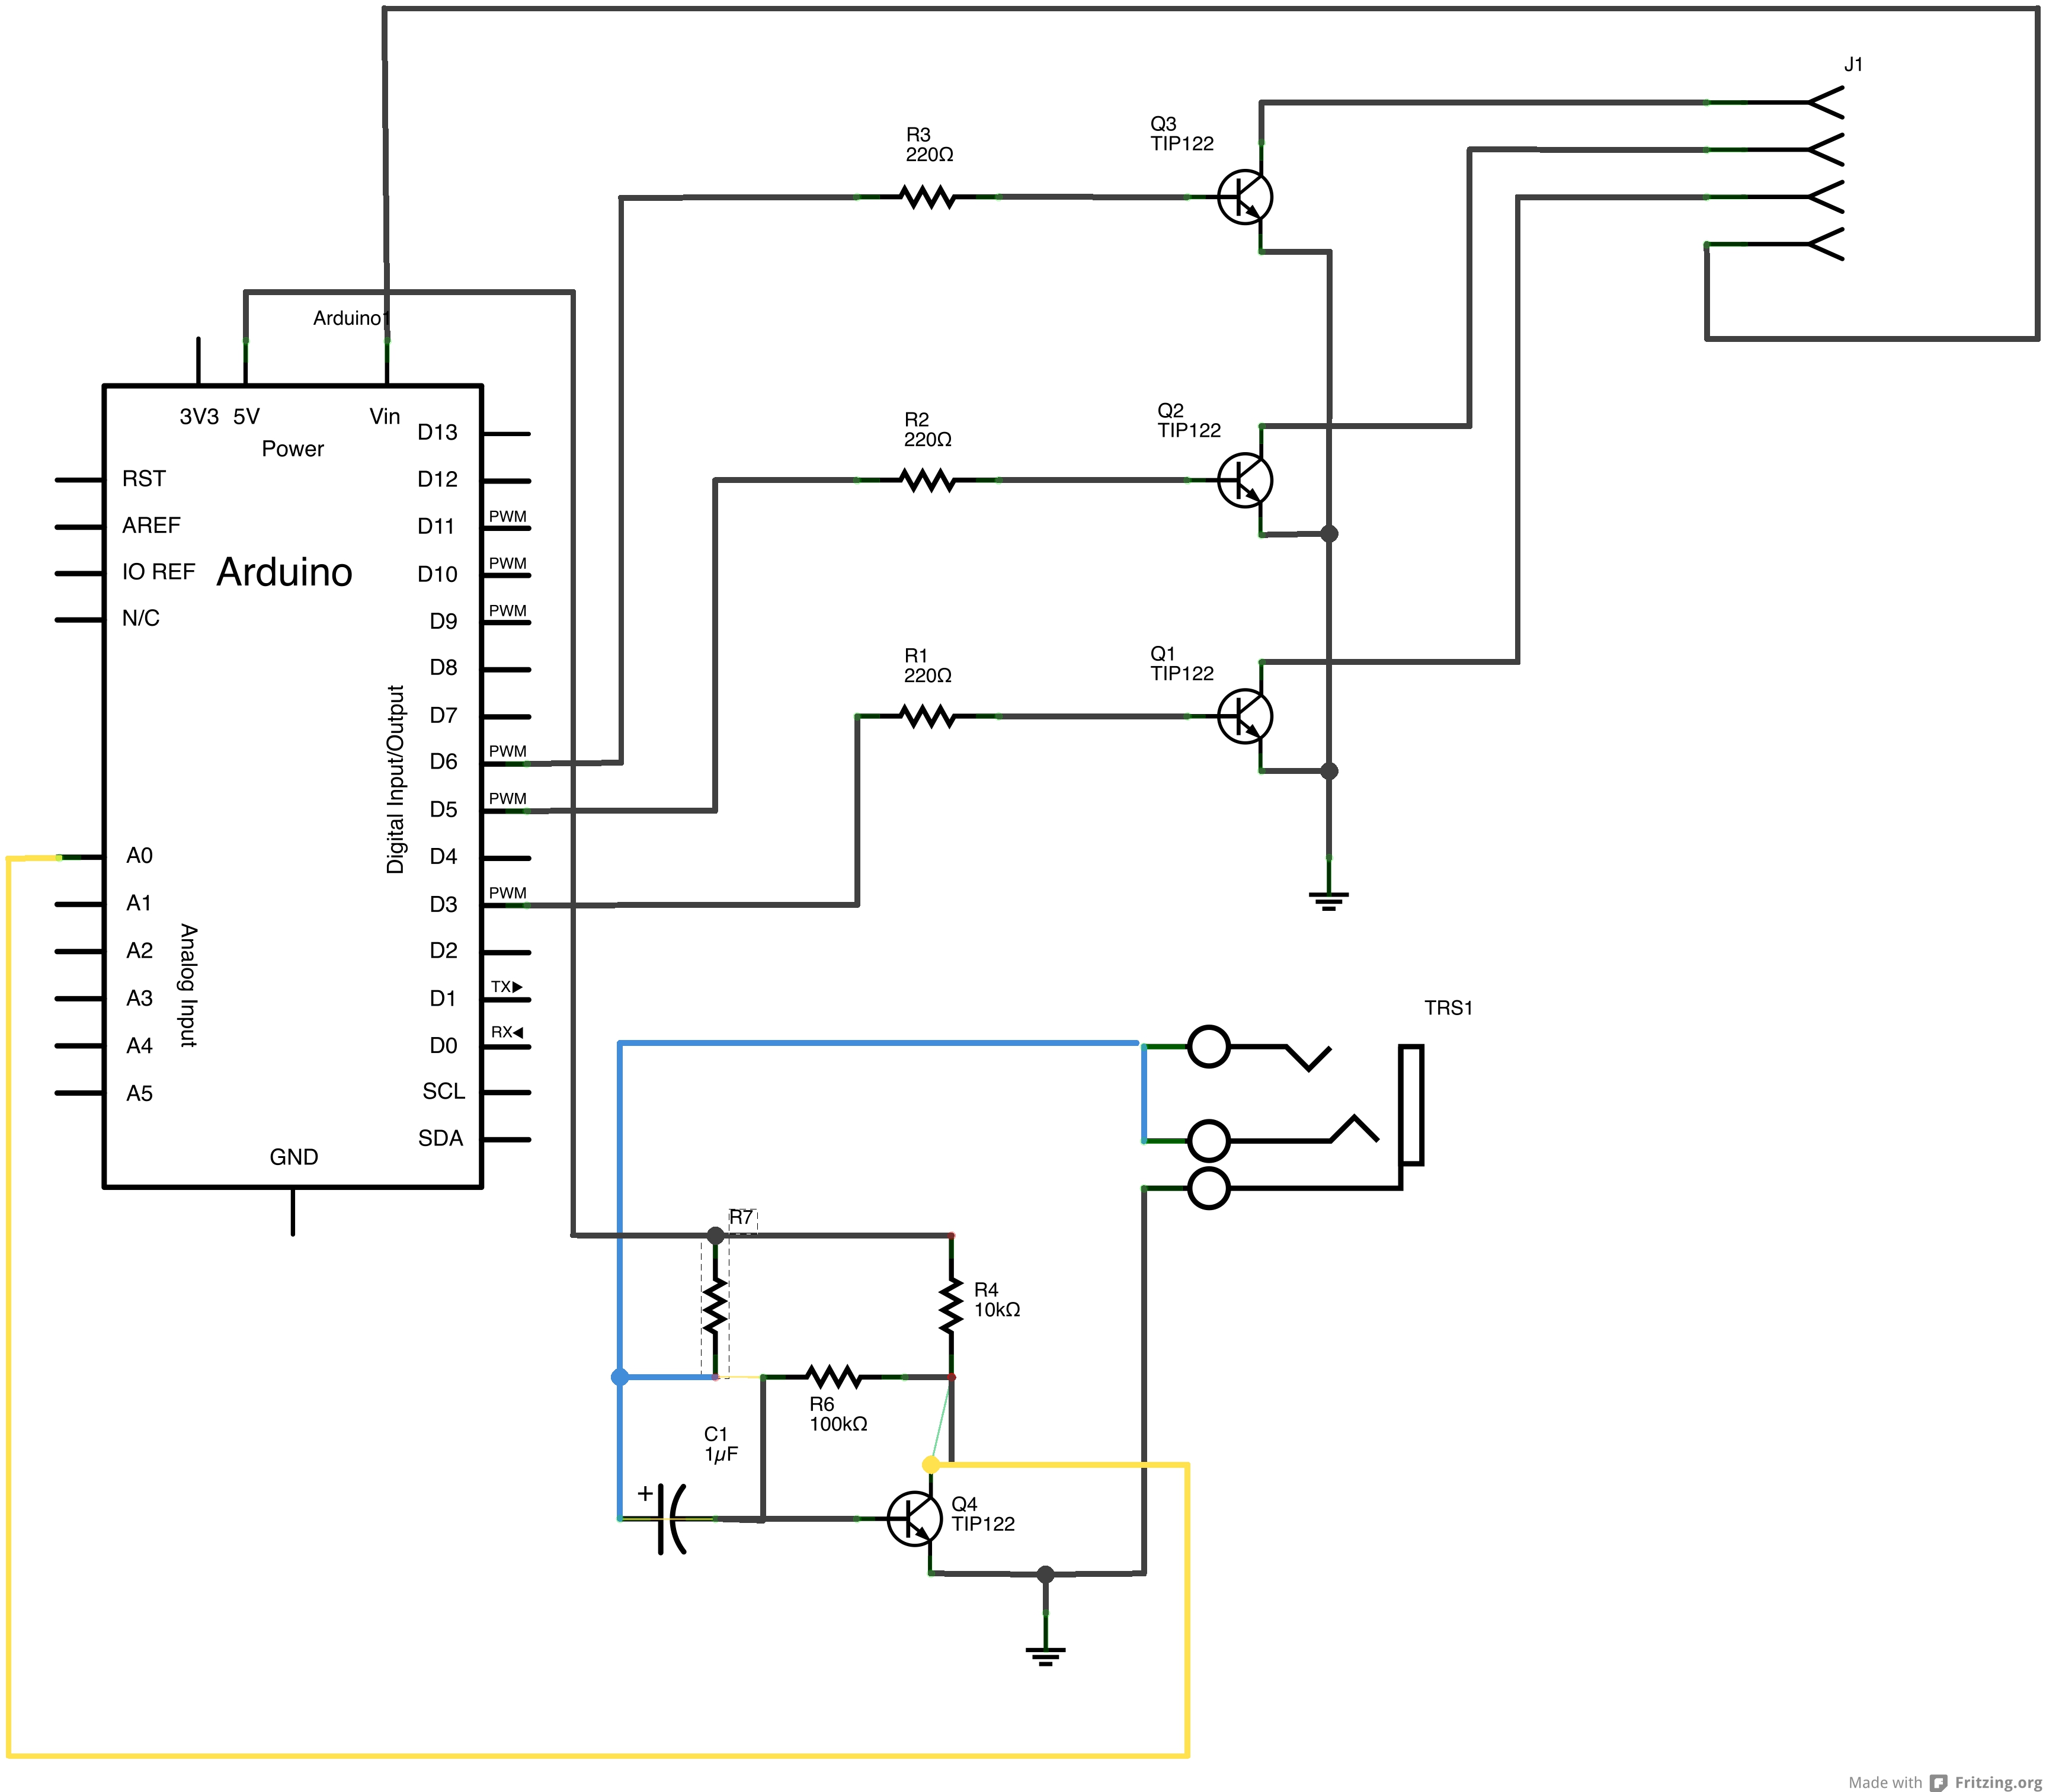 J1
Q3
TIP122
R3
220Ω
Arduino1
3V3 5V
Vin
Power
D13
Q2
TIP122
R2
220Ω
RST
D12
AREF
D11
PWM
IO REF
Arduino
D10
PWM
N/C
D9
PWM
D8
Q1
TIP122
R1
220Ω
D7
Digital Input/Output
D6
PWM
D5
PWM
A0
D4
A1
D3
PWM
A2
D2
Analog Input
A3
D1
TX
A4
D0
RX
A5
SCL
SDA
GND
TRS1
R7
R4
10kΩ
R6
100kΩ
C1
1µF
+
Q4
TIP122
Made with Fritzing.org